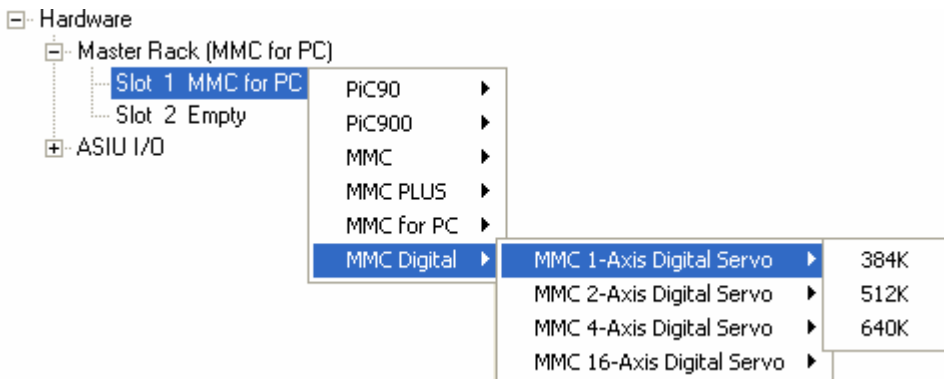 Hardware
Master Rack (MMC for PC)
Slot 1 MMC for PC
Slot 2 Empty
ASIU I/O
PiC90
PiC900
MMC
MMC PLUS
MMC for PC
MMC Digital
MMC 1-Axis Digital Servo
MMC 2-Axis Digital Servo
MMC 4-Axis Digital Servo
MMC 16-Axis Digital Servo
384K
512K
640K